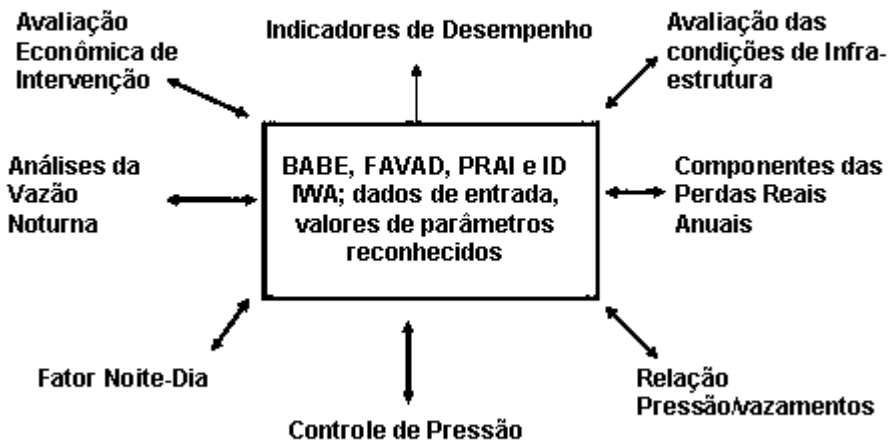 Avaliação
Econômica de
Intervenção
Indicadores de Desempenho
Avaliação das
condições de Infra-
estrutura
Análises da
Vazão
Noturna
BABE, FAVAD, PRAI e ID
IWA; dados de entrada,
valores de parâmetros
reconhecidos
Componentes das
Perdas Reais
Anuais
Fator Noite-Dia
Controle de Pressão
Relação
Pressão/vazamentos